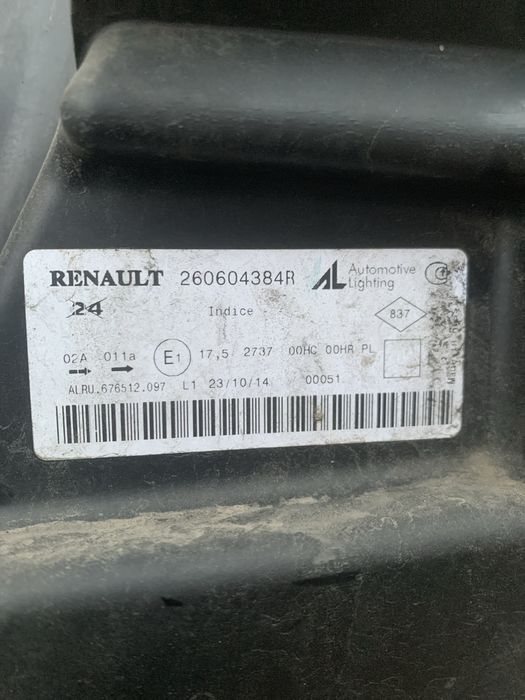 RENAULT 260604384R AL Automotive Lighting
24 Indice 837
02A 011a E1 17,5 2737 00HC 00HR PL
ALRU.676512.097 L1 23/10/14 00051